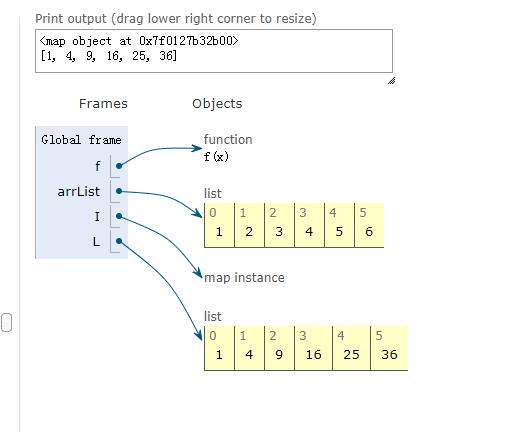 Print output (drag lower right corner to resize)
<map object at 0x7f0127b32b00>
[1, 4, 9, 16, 25, 36]
Frames
Objects
Global frame
f
arrList
I
L
function
f(x)
list
0 1 2 3 4 5
1 2 3 4 5 6
map instance
list
0 1 2 3 4 5
1 4 9 16 25 36